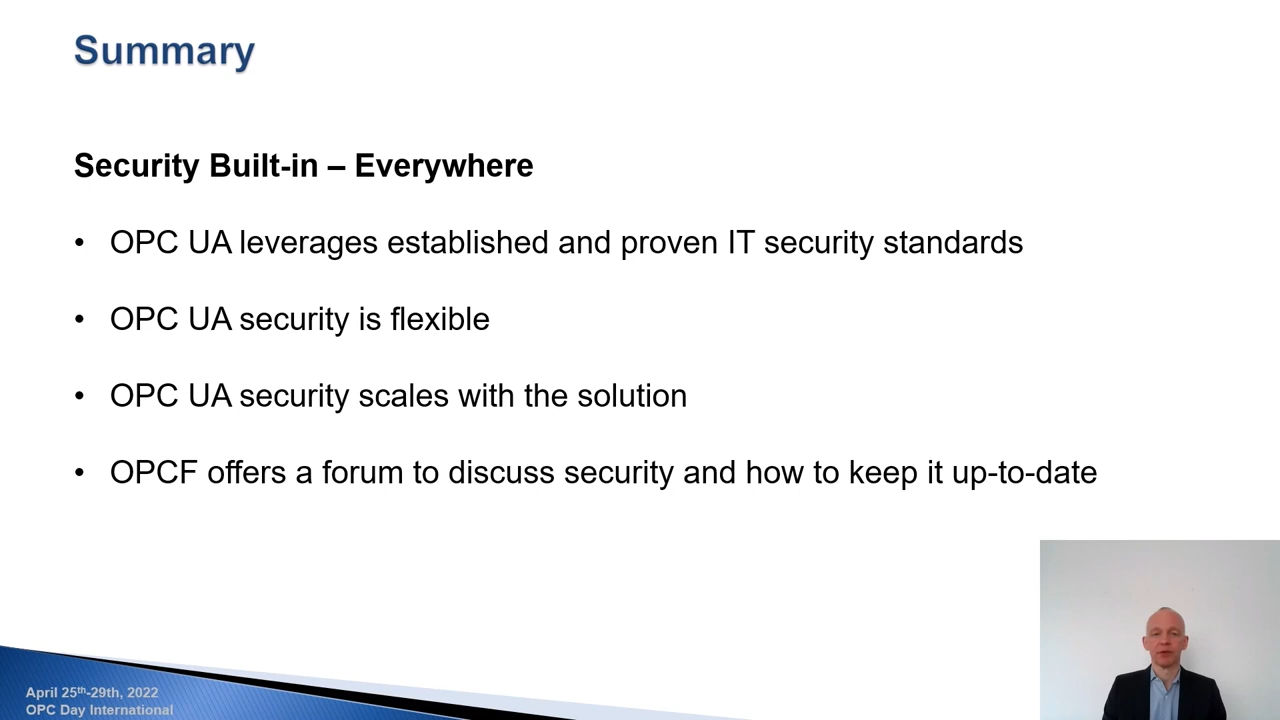 Summary
Security Built-in – Everywhere
• OPC UA leverages established and proven IT security standards
• OPC UA security is flexible
• OPC UA security scales with the solution
• OPCF offers a forum to discuss security and how to keep it up-to-date
April 25th-29th, 2022
OPC Day International